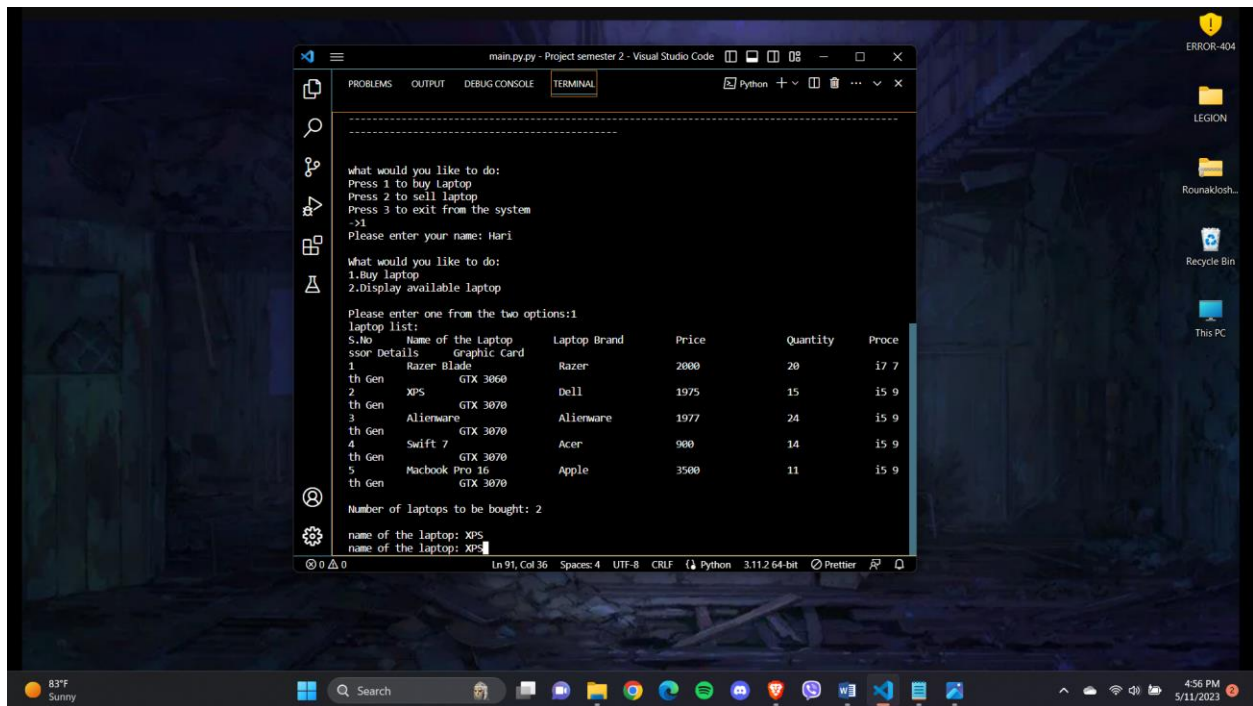 ERROR-404
main.py.py - Project semester 2 - Visual Studio Code
PROBLEMS OUTPUT DEBUG CONSOLE TERMINAL Python
LEGION
----------------------------------------------------------------------------------------
-------------------------------------------
what would you like to do:
Press 1 to buy Laptop
Press 2 to sell laptop
Press 3 to exit from the system
->1
Please enter your name: Hari
RounakJosh...
What would you like to do:
1.Buy laptop
2.Display available laptop
Recycle Bin
Please enter one from the two options:1
laptop list:
S.No Name of the Laptop Laptop Brand Price Quantity Proce
ssor Details Graphic Card
1 Razer Blade Razer 2000 20 i7 7
th Gen GTX 3060
2 XPS Dell 1975 15 i5 9
th Gen GTX 3070
3 Alienware Alienware 1977 24 i5 9
th Gen GTX 3070
4 Swift 7 Acer 900 14 i5 9
th Gen GTX 3070
5 Macbook Pro 16 Apple 3500 11 i5 9
th Gen GTX 3070
This PC
Number of laptops to be bought: 2
name of the laptop: XPS
name of the laptop: XPS
0 0 Ln 91, Col 36 Spaces: 4 UTF-8 CRLF Python 3.11.2 64-bit Prettier
83°F
Sunny
Search
4:56 PM
5/11/2023
2